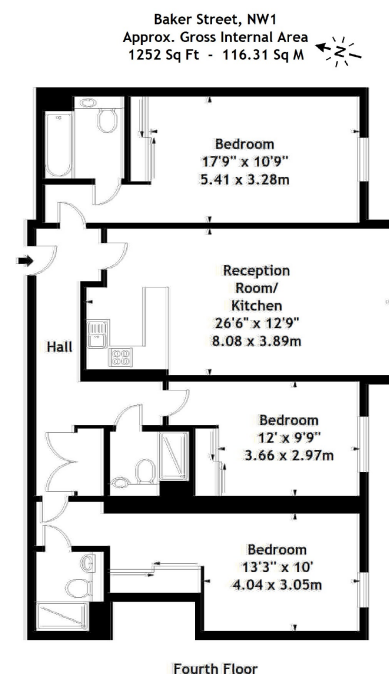 Baker Street, NW1
Approx. Gross Internal Area
1252 Sq Ft - 116.31 Sq M
N
Bedroom
17'9" x 10'9"
5.41 x 3.28m
Reception
Room/
Kitchen
26'6" x 12'9"
8.08 x 3.89m
Hall
Bedroom
12' x 9'9"
3.66 x 2.97m
Bedroom
13'3" x 10'
4.04 x 3.05m
Fourth Floor